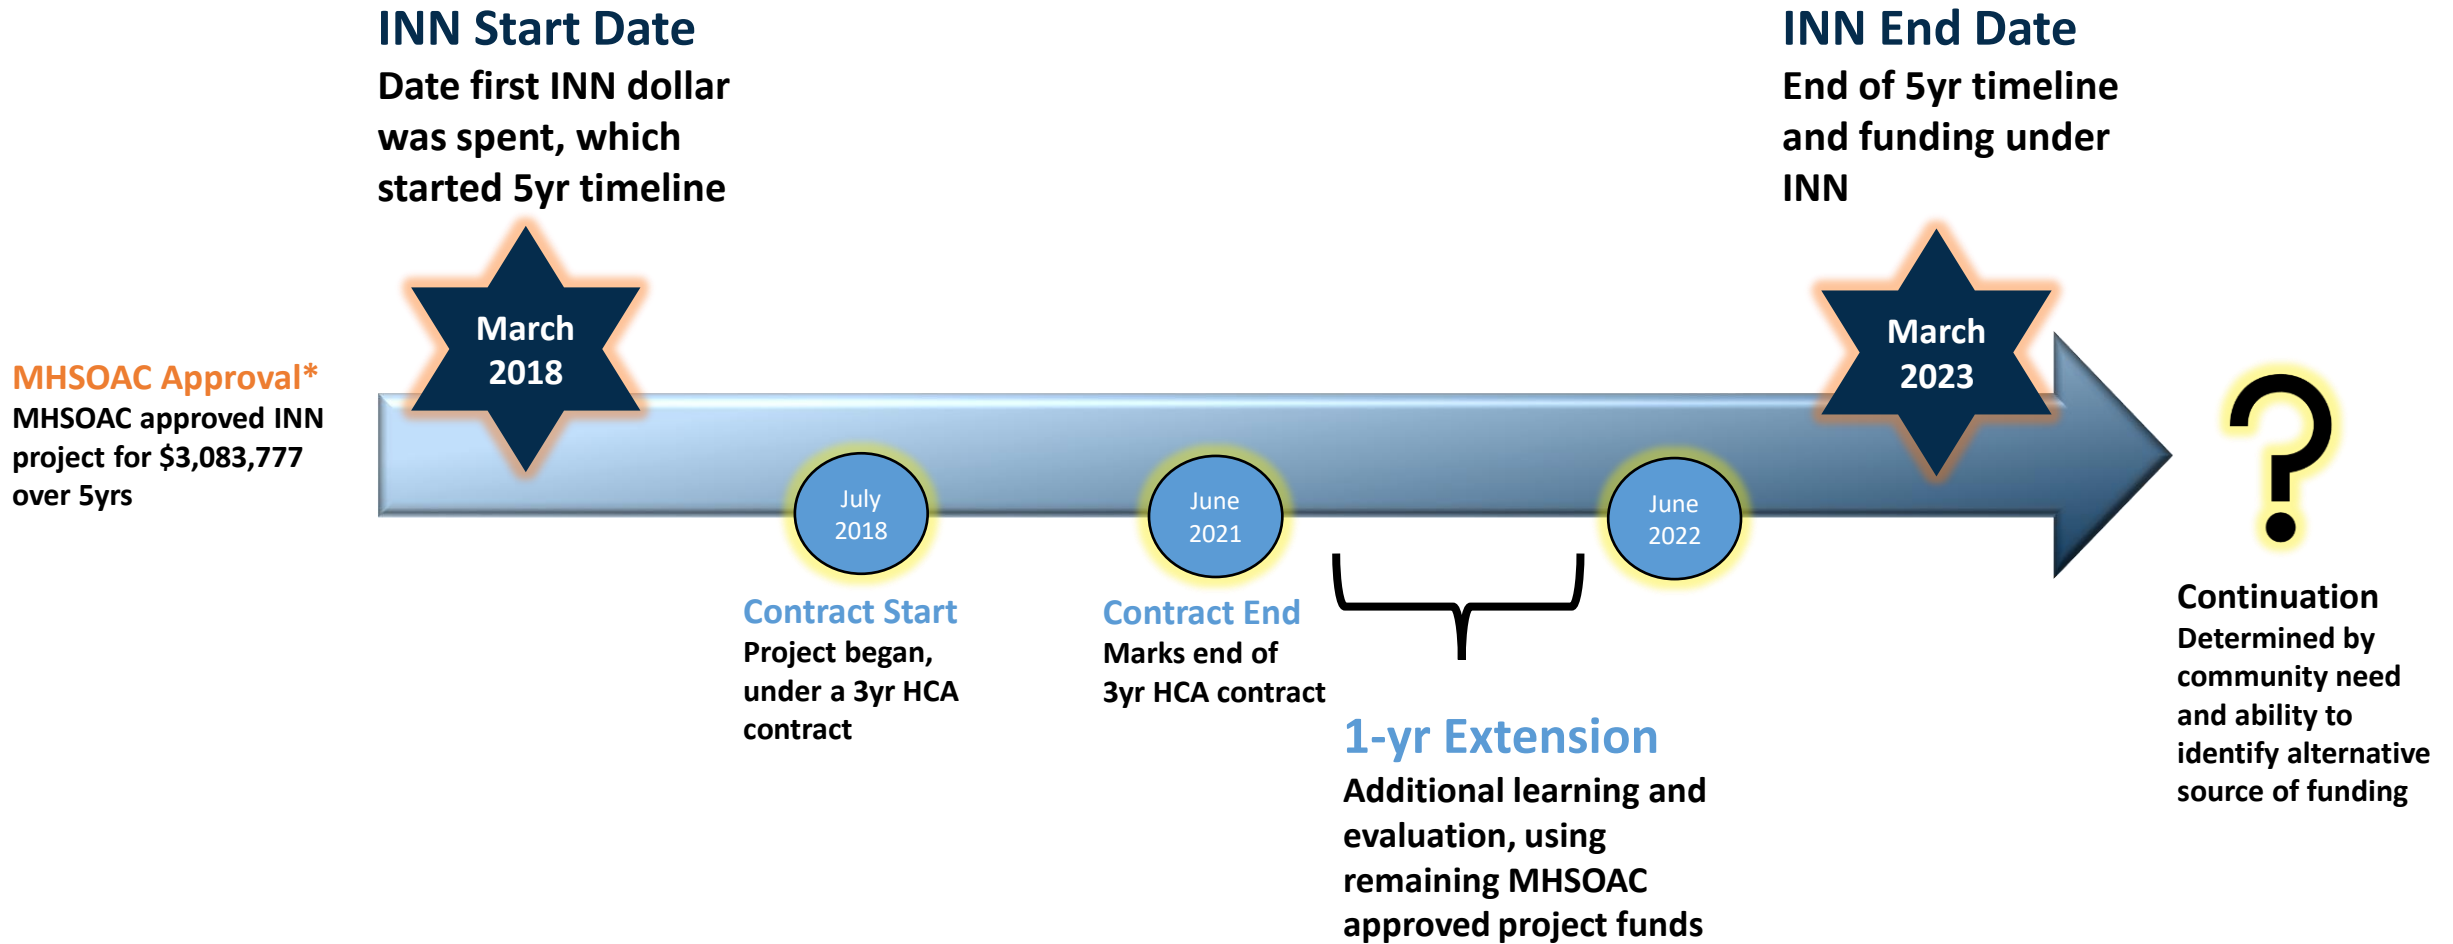 INN Start Date
Date first INN dollar
was spent, which
started 5yr timeline
INN End Date
End of 5yr timeline
and funding under
INN
March
2018
March
2023
MHSOAC Approval*
MHSOAC approved INN
project for $3,083,777
over 5yrs
July
2018
June
2021
June
2022
Contract Start
Project began,
under a 3yr HCA
contract
Contract End
Marks end of
3yr HCA contract
1-yr Extension
Additional learning and
evaluation, using
remaining MHSOAC
approved project funds
?
Continuation
Determined by
community need
and ability to
identify alternative
source of funding